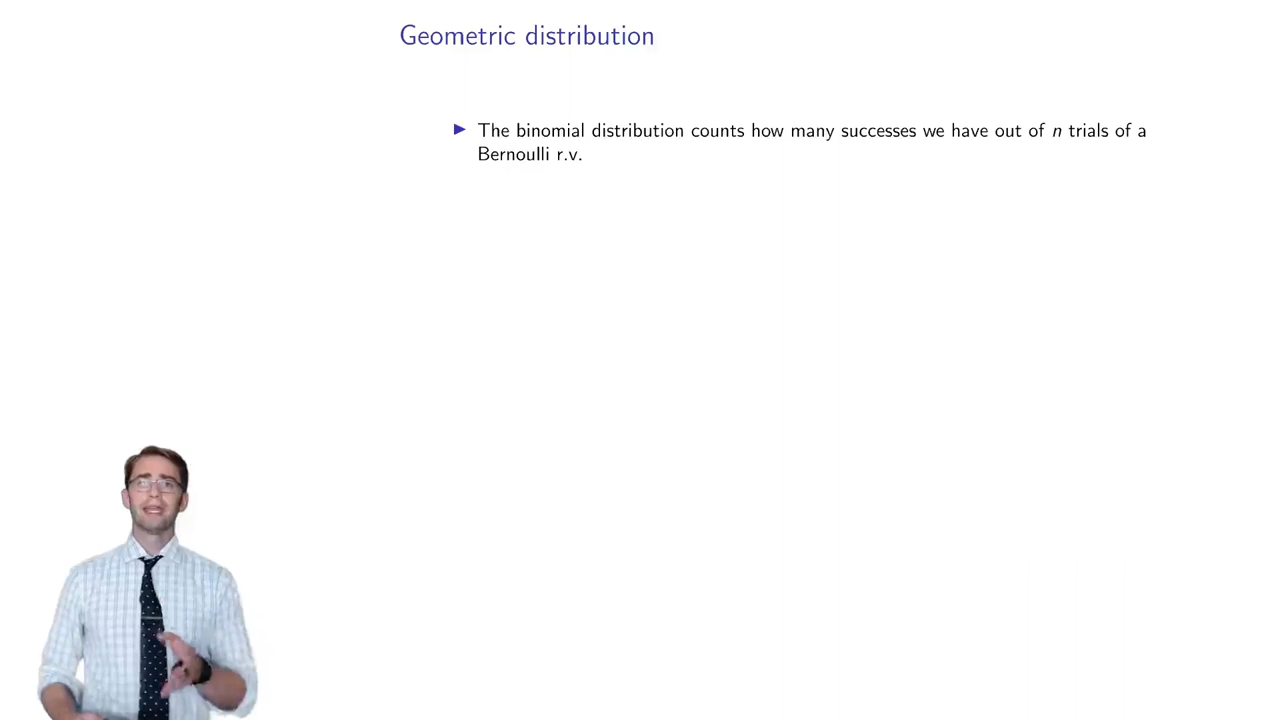 Geometric distribution
The binomial distribution counts how many successes we have out of n trials of a
Bernoulli r.v.